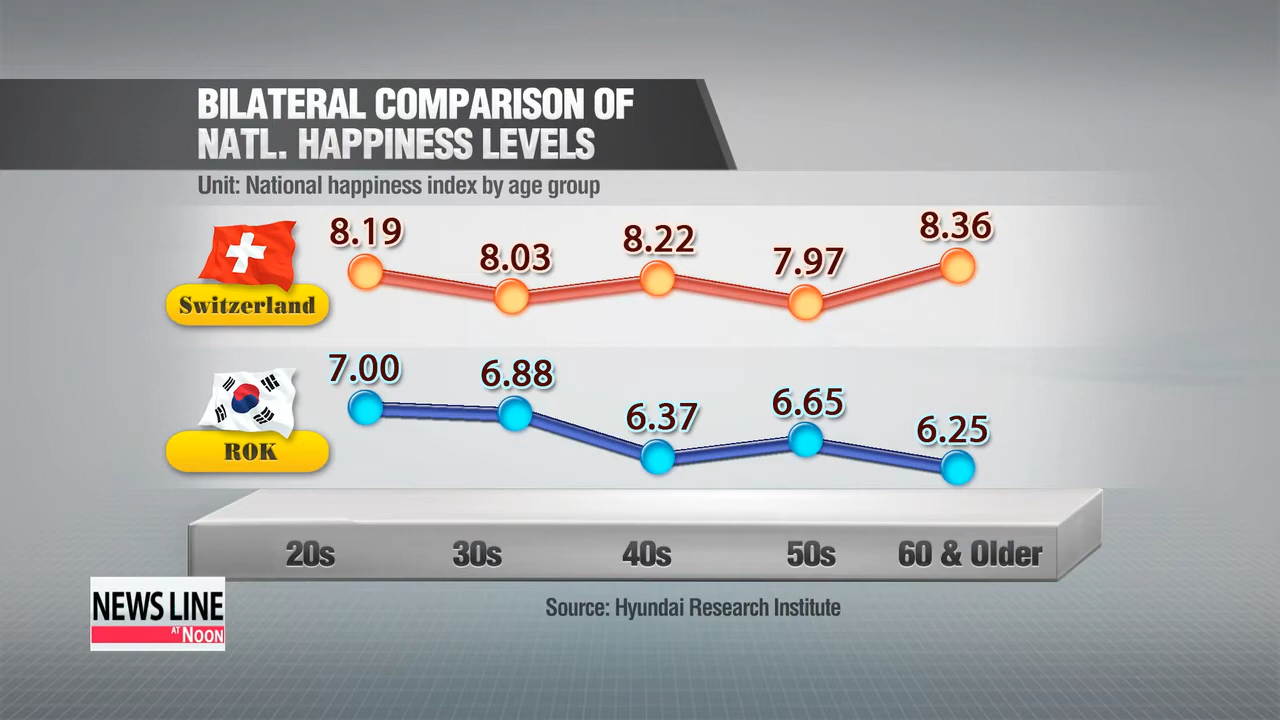 BILATERAL COMPARISON OF
NATL. HAPPINESS LEVELS
Unit: National happiness index by age group
8.19
8.03
8.22
7.97
8.36
Switzerland
7.00
6.88
6.37
6.65
6.25
ROK
20s
30s
40s
50s
60 & Older
Source: Hyundai Research Institute
NEWS LINE
AT NOON